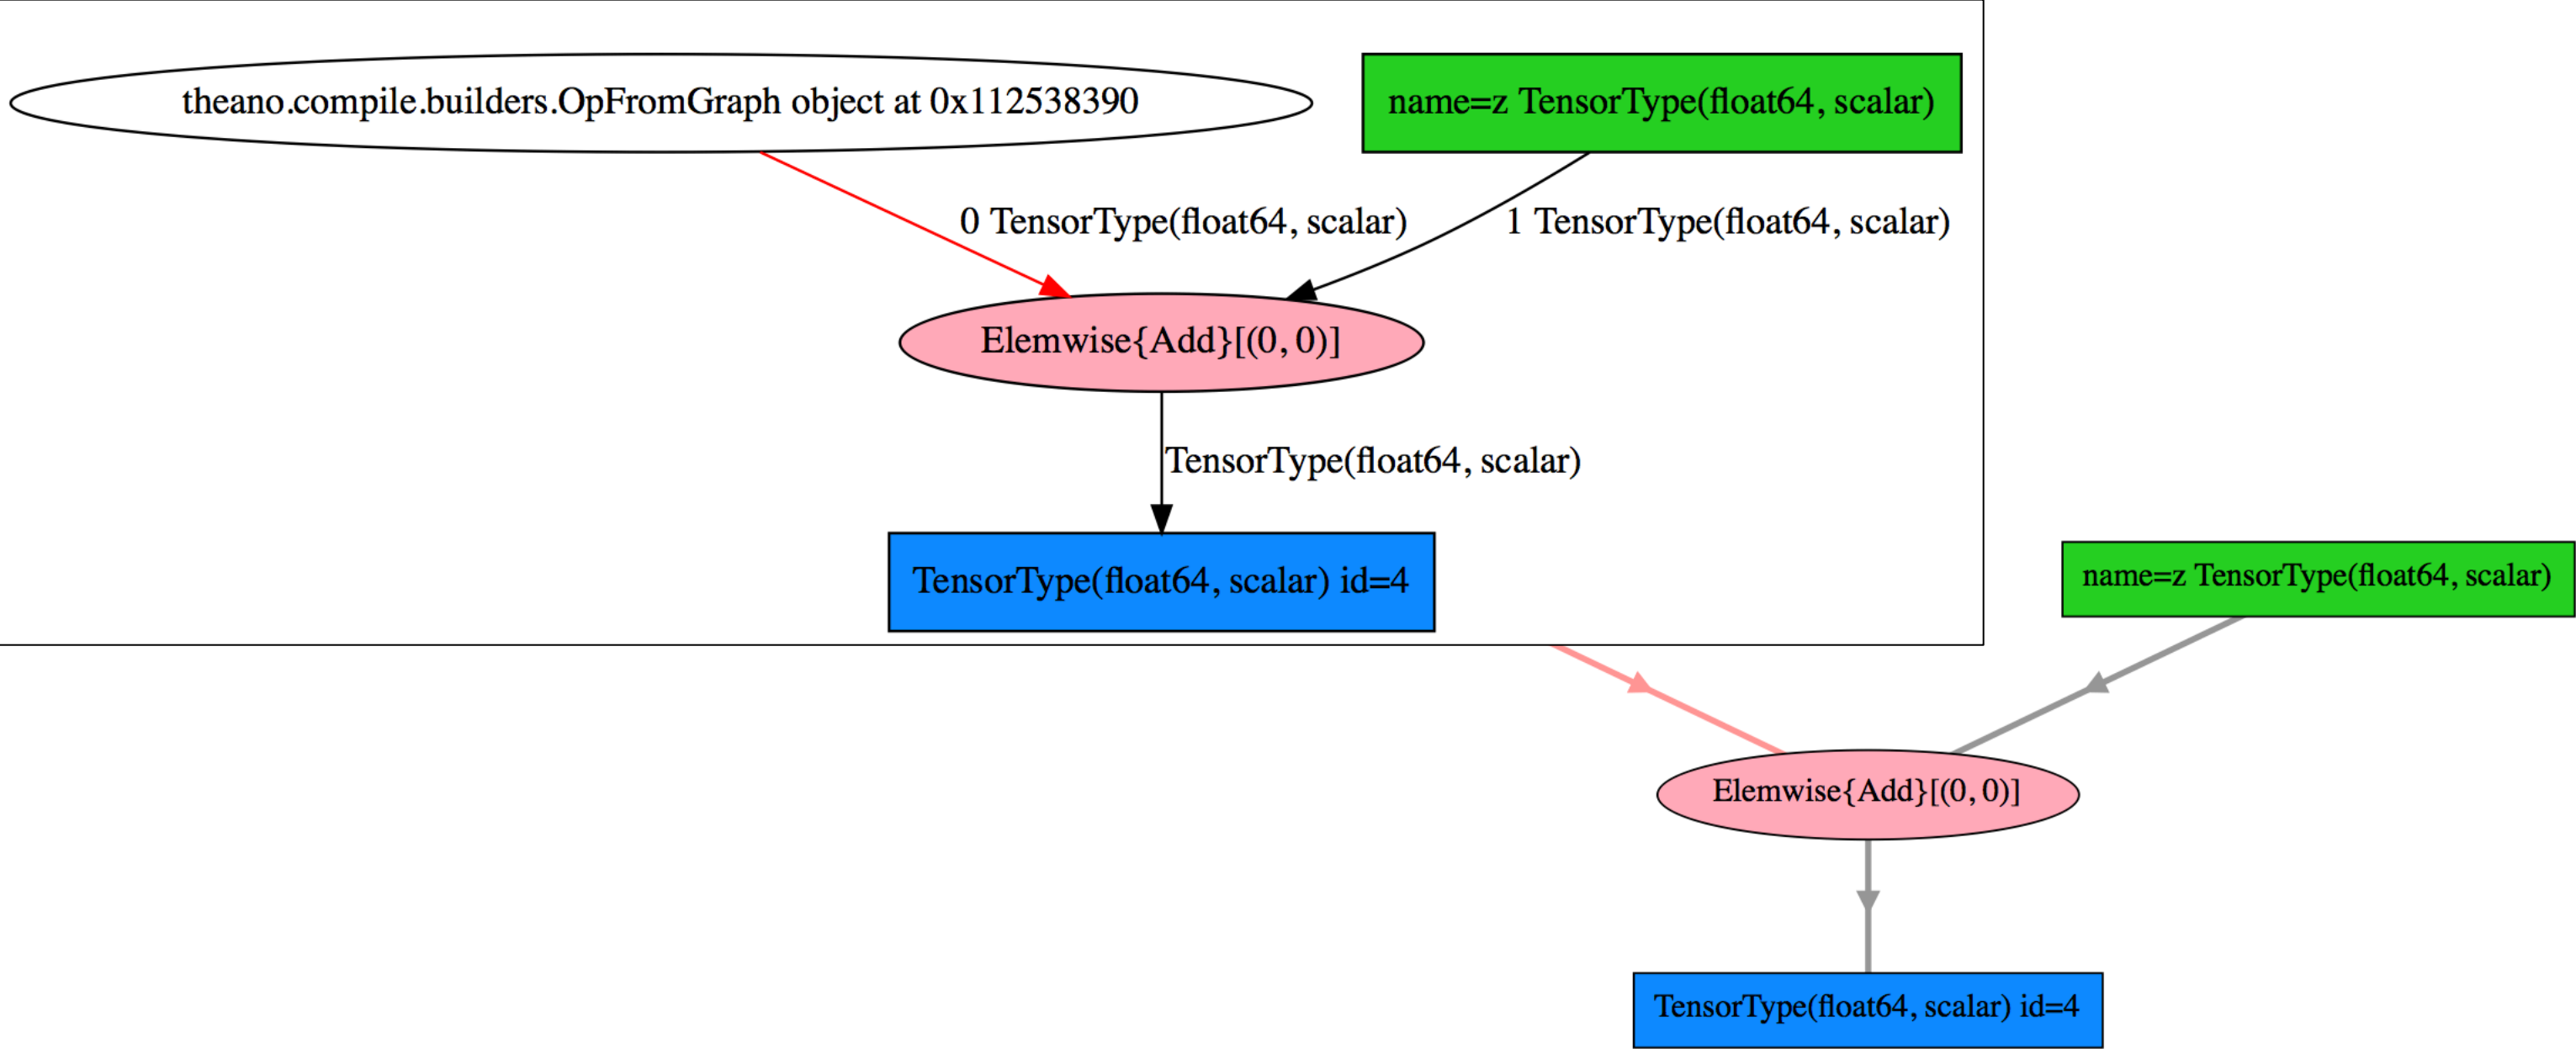 theano.compile.builders.OpFromGraph object at 0x112538390
name=z TensorType(float64, scalar)
0 TensorType(float64, scalar)
1 TensorType(float64, scalar)
Elemwise{Add}[(0, 0)]
TensorType(float64, scalar)
TensorType(float64, scalar) id=4
name=z TensorType(float64, scalar)
Elemwise{Add}[(0, 0)]
TensorType(float64, scalar) id=4